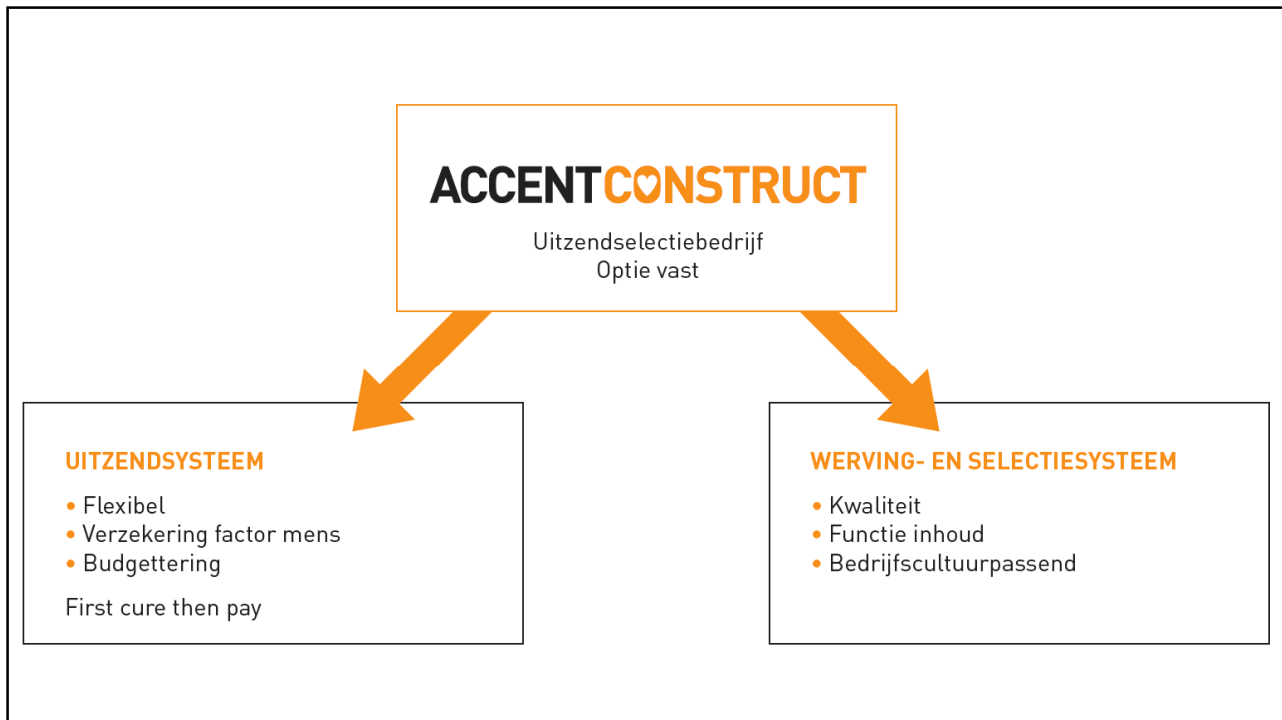 ACCENTCONSTRUCT
Uitzendselectiebedrijf
Optie vast
UITZENDSYSTEEM
• Flexibel
• Verzekering factor mens
• Budgettering
First cure then pay
WERVING- EN SELECTIESYSTEEM
• Kwaliteit
• Functie inhoud
• Bedrijfscultuurpassend